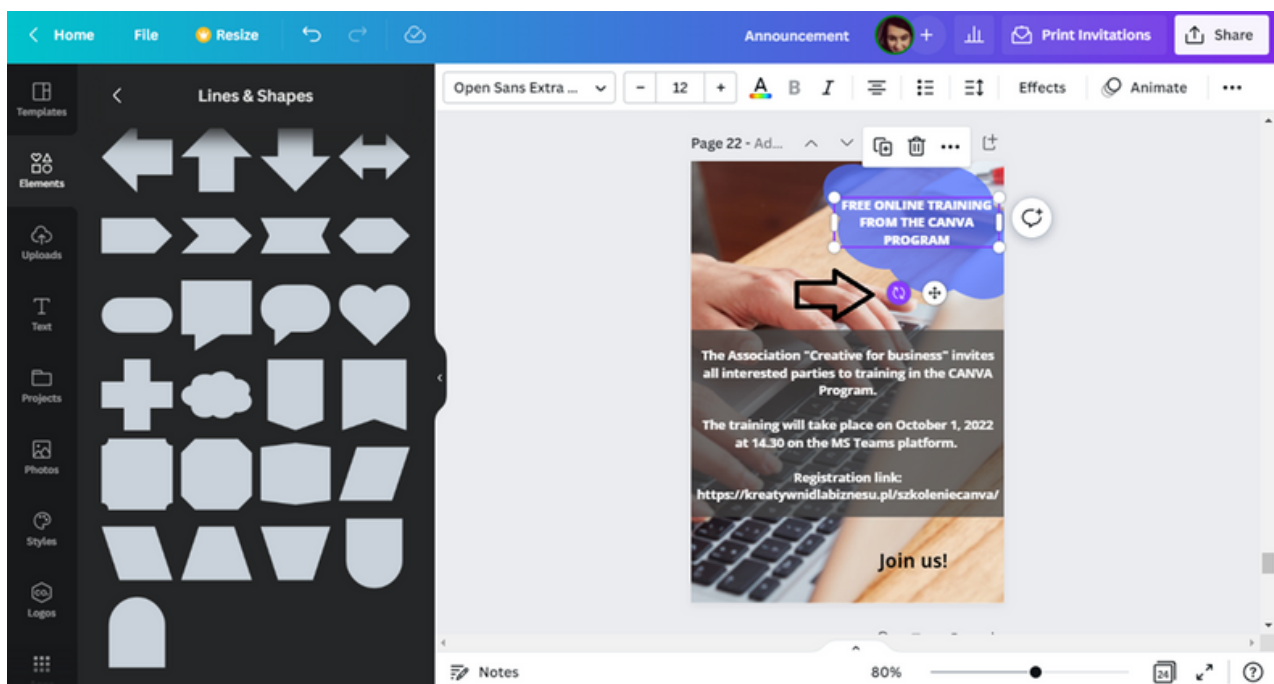 Home File Resize Announcement Print Invitations Share
Templates
Elements
Uploads
Text
Projects
Photos
Styles
CO.
Logos
Lines & Shapes
Open Sans Extra ... – 12 + A B I Effects Animate ...
Page 22 - Ad...
FREE ONLINE TRAINING
FROM THE CANVA
PROGRAM
The Association "Creative for business" invites
all interested parties to training in the CANVA
Program.
The training will take place on October 1, 2022
at 14.30 on the MS Teams platform.
Registration link:
https://kreatywnidlabiznesu.pl/szkoleniecanva/
Join us!
Notes 80% 24 ?